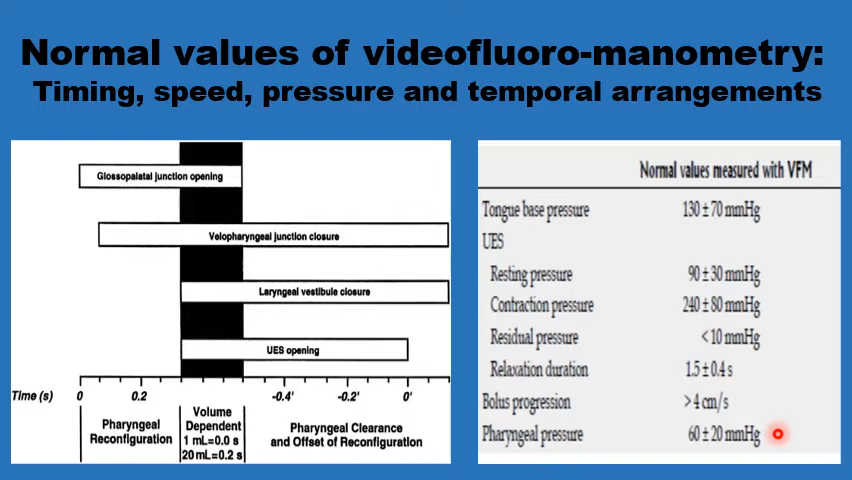 Normal values of videofluoro-manometry:
Timing, speed, pressure and temporal arrangements
Glossopalatal junction opening
Velopharyngeal junction closure
Laryngeal vestibule closure
UES opening
Time (s) 0 0.2 -0.4' -0.2' 0'
Pharyngeal
Reconfiguration
Volume
Dependent
1 mL=0.0 s
20 mL=0.2 s
Pharyngeal Clearance
and Offset of Reconfiguration
Normal values measured with VFM
Tongue base pressure 130 ± 70 mmHg
UES
Resting pressure 90 ± 30 mmHg
Contraction pressure 240 ± 80 mmHg
Residual pressure < 10 mmHg
Relaxation duration 1.5 ± 0.4 s
Bolus progression > 4 cm/s
Pharyngeal pressure 60 ± 20 mmHg